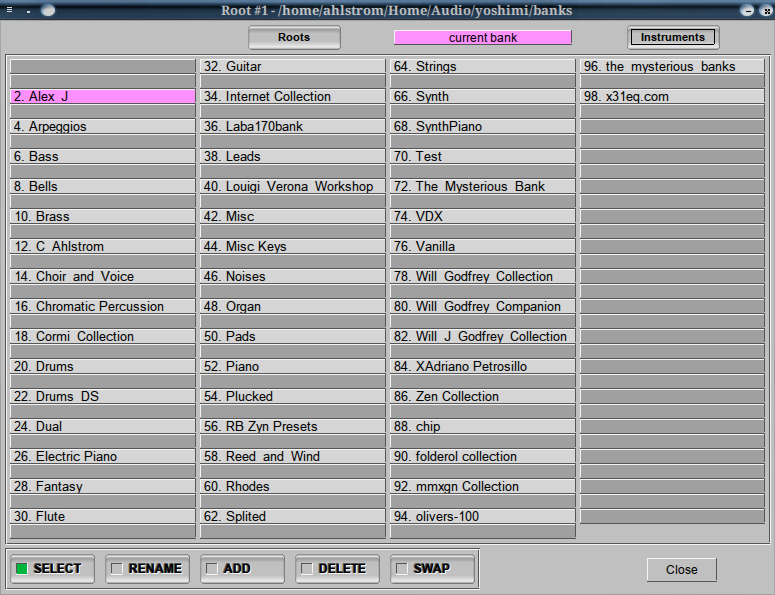 Root #1 - /home/ahlstrom/Home/Audio/yoshimi/banks
Roots
current bank
Instruments
2. Alex J
4. Arpeggios
6. Bass
8. Bells
10. Brass
12. C Ahlstrom
14. Choir and Voice
16. Chromatic Percussion
18. Cormi Collection
20. Drums
22. Drums DS
24. Dual
26. Electric Piano
28. Fantasy
30. Flute
32. Guitar
34. Internet Collection
36. Laba170bank
38. Leads
40. Louigi Verona Workshop
42. Misc
44. Misc Keys
46. Noises
48. Organ
50. Pads
52. Piano
54. Plucked
56. RB Zyn Presets
58. Reed and Wind
60. Rhodes
62. Splited
64. Strings
66. Synth
68. SynthPiano
70. Test
72. The Mysterious Bank
74. VDX
76. Vanilla
78. Will Godfrey Collection
80. Will Godfrey Companion
82. Will J Godfrey Collection
84. XAdriano Petrosillo
86. Zen Collection
88. chip
90. folderol collection
92. mmxgn Collection
94. olivers-100
96. the mysterious banks
98. x31eq.com
SELECT
RENAME
ADD
DELETE
SWAP
Close